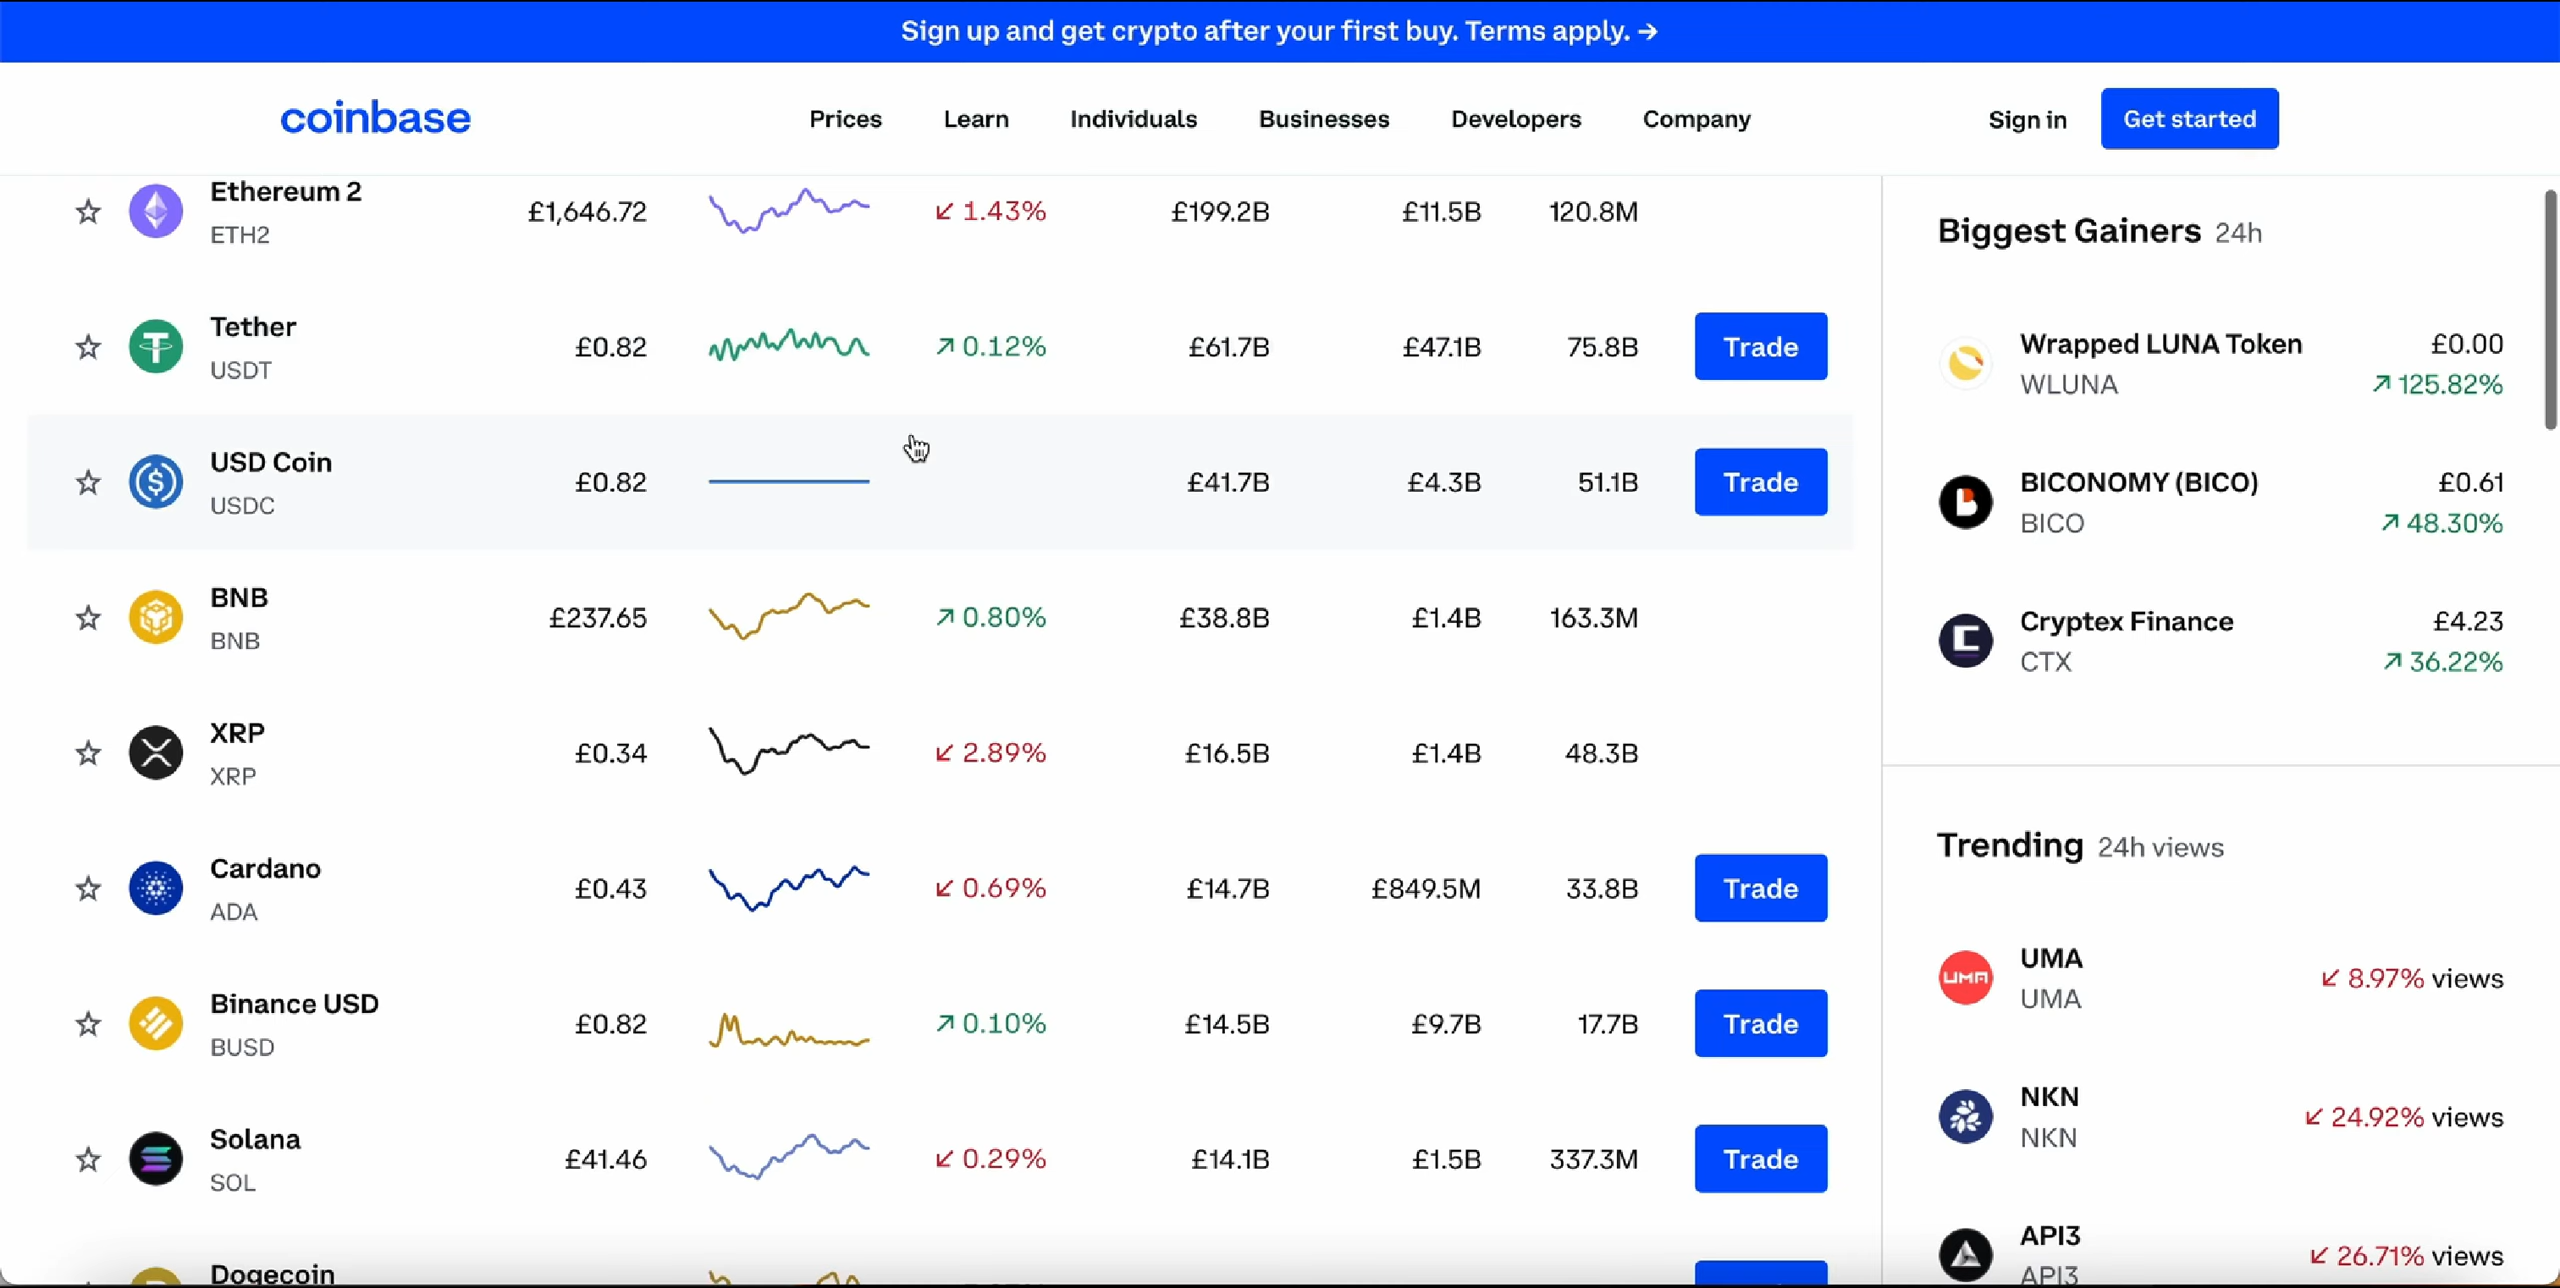 Sign up and get crypto after your first buy. Terms apply. →
coinbase
Prices Learn Individuals Businesses Developers Company
Sign in Get started
Ethereum 2
ETH2
£1,646.72 ↙ 1.43% £199.2B £11.5B 120.8M
Tether
USDT
£0.82 ↗ 0.12% £61.7B £47.1B 75.8B Trade
USD Coin
USDC
£0.82 £41.7B £4.3B 51.1B Trade
BNB
BNB
£237.65 ↗ 0.80% £38.8B £1.4B 163.3M
XRP
XRP
£0.34 ↙ 2.89% £16.5B £1.4B 48.3B
Cardano
ADA
£0.43 ↙ 0.69% £14.7B £849.5M 33.8B Trade
Binance USD
BUSD
£0.82 ↗ 0.10% £14.5B £9.7B 17.7B Trade
Solana
SOL
£41.46 ↙ 0.29% £14.1B £1.5B 337.3M Trade
Dogecoin
Biggest Gainers 24h
Wrapped LUNA Token £0.00
WLUNA ↗ 125.82%
BICONOMY (BICO) £0.61
BICO ↗ 48.30%
Cryptex Finance £4.23
CTX ↗ 36.22%
Trending 24h views
UMA
UMA
↙ 8.97% views
UMA
NKN
↙ 24.92% views
NKN
API3
↙ 26.71% views
API3